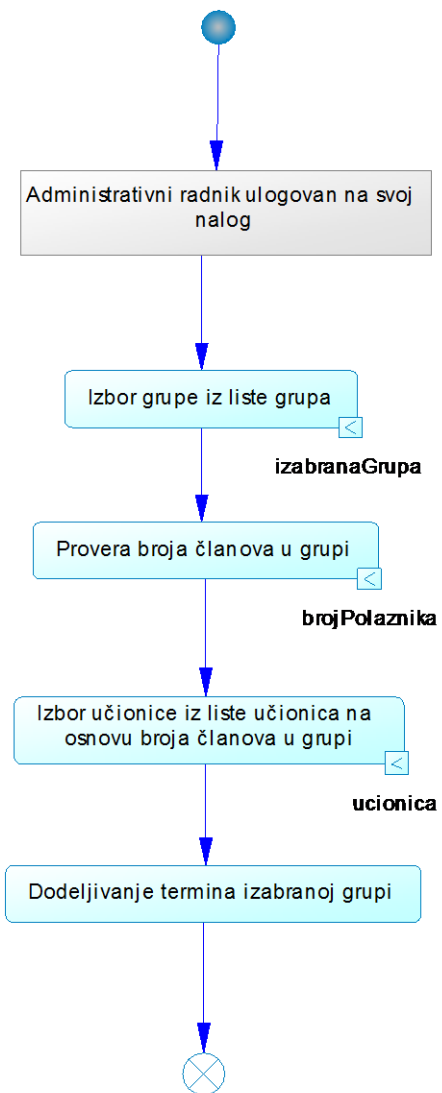 Administrativni radnik ulogovan na svoj
nalog
Izbor grupe iz liste grupa
<
izabranaGrupa
Provera broja članova u grupi
<
brojPolaznika
Izbor učionice iz liste učionica na
osnovu broja članova u grupi
<
ucionica
Dodeljivanje termina izabranoj grupi